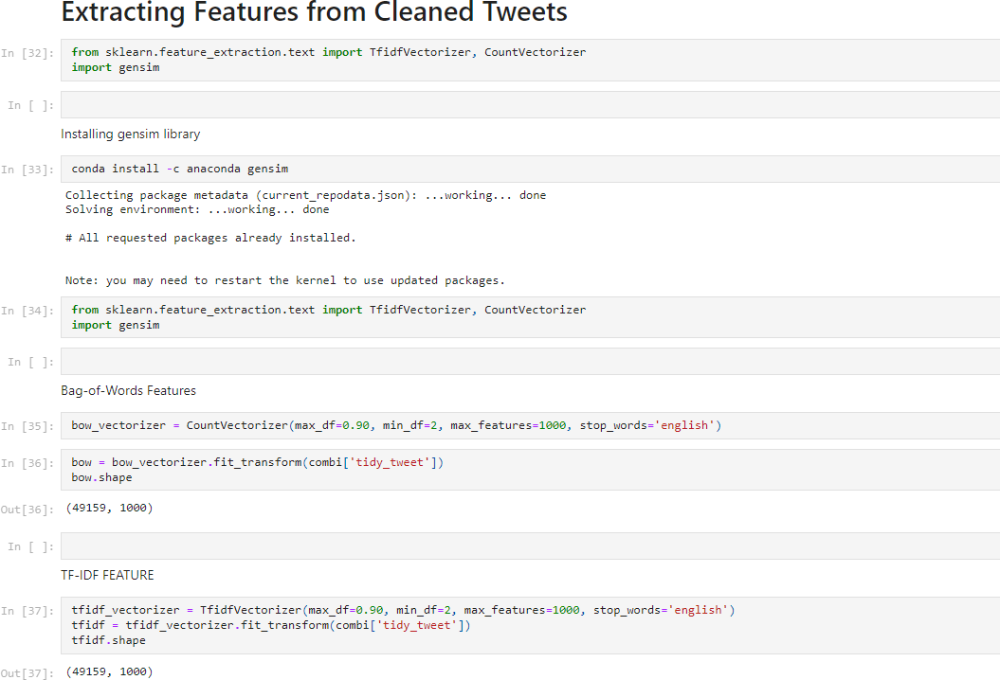 Extracting Features from Cleaned Tweets
In [32]: from sklearn.feature_extraction.text import TfidfVectorizer, CountVectorizer
import gensim
In [ ]:
Installing gensim library
In [33]: conda install -c anaconda gensim
Collecting package metadata (current_repodata.json): ...working... done
Solving environment: ...working... done
# All requested packages already installed.
Note: you may need to restart the kernel to use updated packages.
In [34]: from sklearn.feature_extraction.text import TfidfVectorizer, CountVectorizer
import gensim
In [ ]:
Bag-of-Words Features
In [35]: bow_vectorizer = CountVectorizer(max_df=0.90, min_df=2, max_features=1000, stop_words='english')
In [36]: bow = bow_vectorizer.fit_transform(combi['tidy_tweet'])
bow.shape
Out[36]: (49159, 1000)
In [ ]:
TF-IDF FEATURE
In [37]: tfidf_vectorizer = TfidfVectorizer(max_df=0.90, min_df=2, max_features=1000, stop_words='english')
tfidf = tfidf_vectorizer.fit_transform(combi['tidy_tweet'])
tfidf.shape
Out[37]: (49159, 1000)